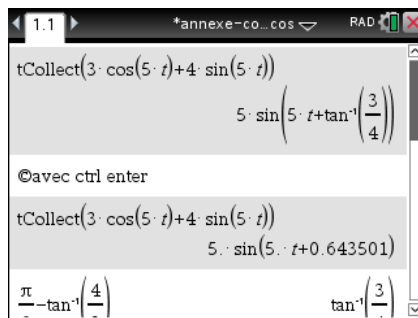 1.1 *annexe-co...cos RAD
tCollect(3·cos(5·t)+4·sin(5·t))
5·sin(5·t+tan⁻¹(3/4))
©avec ctrl enter
tCollect(3·cos(5·t)+4·sin(5·t))
5.·sin(5.·t+0.643501)
π/ -tan⁻¹(4/ ) tan⁻¹(3/ )